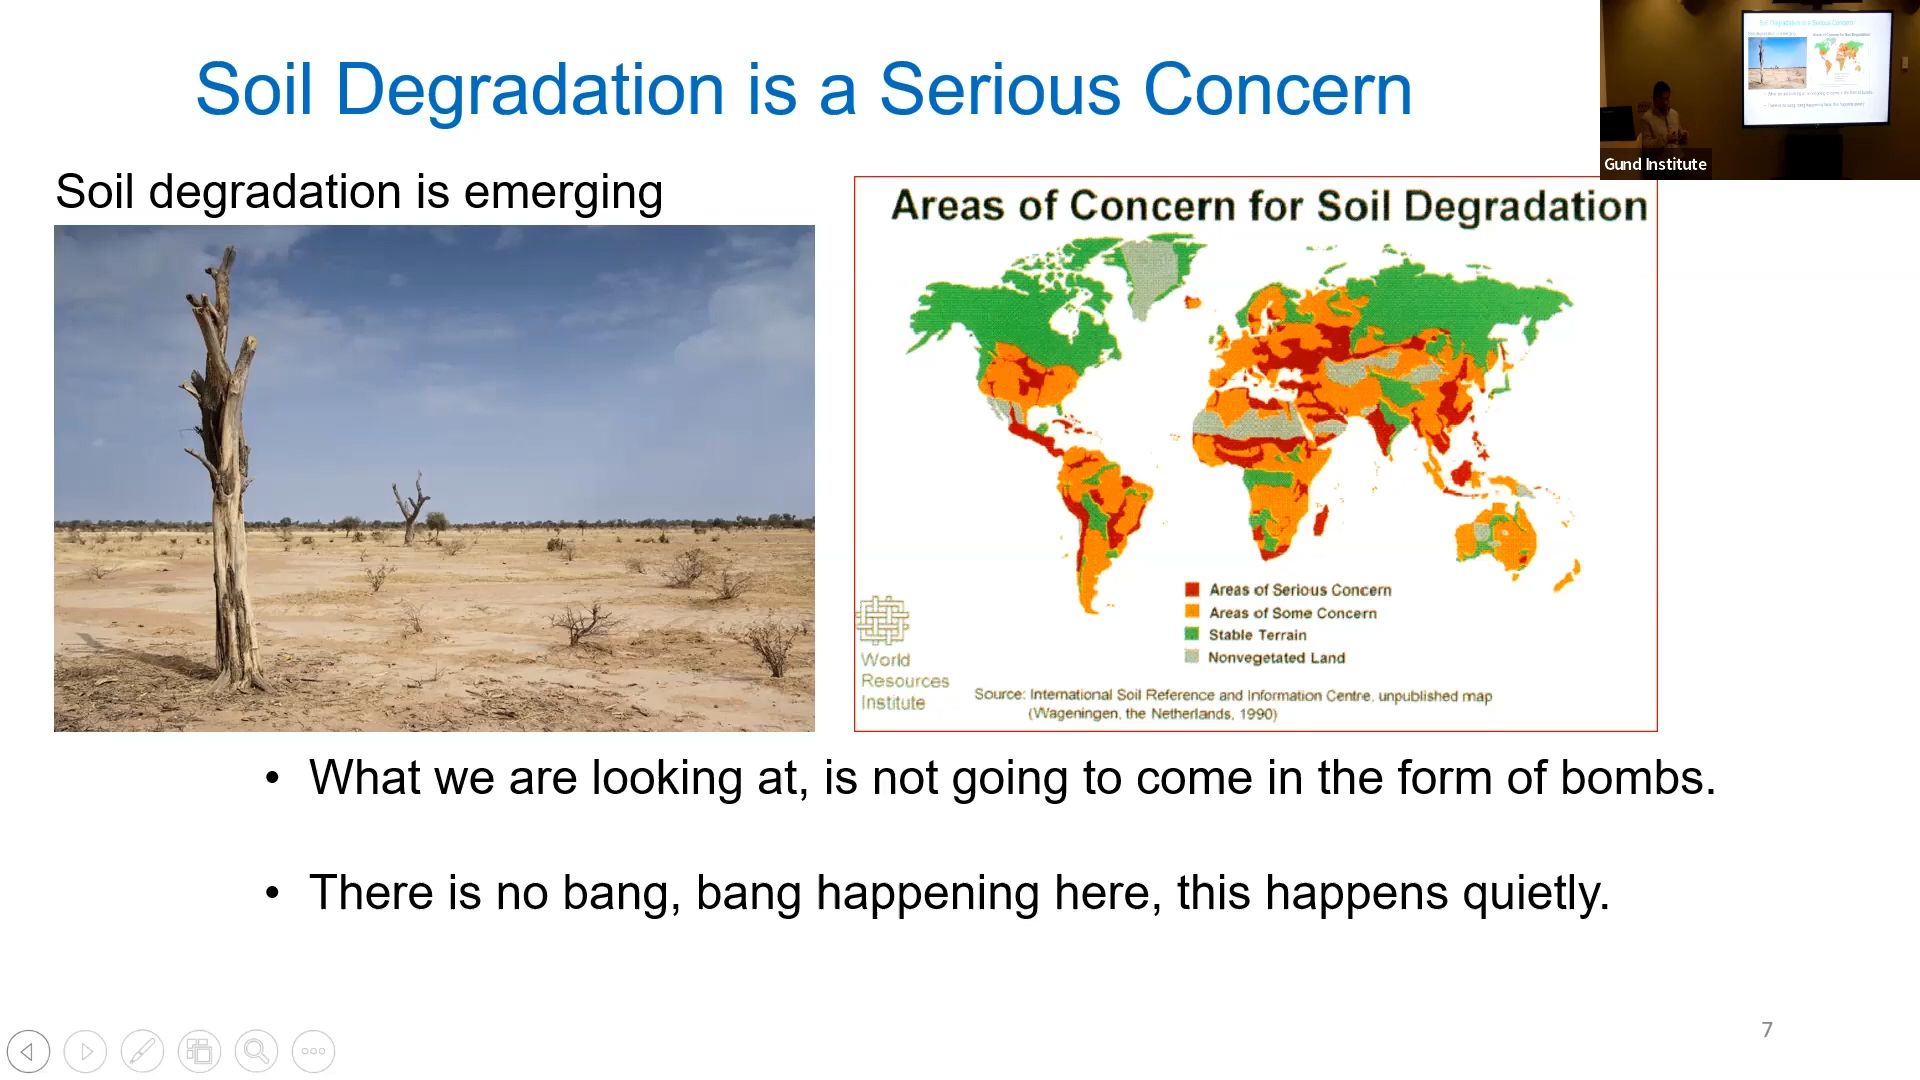 Soil Degradation is a Serious Concern
Gund Institute
Soil degradation is emerging
Areas of Concern for Soil Degradation
Areas of Serious Concern
Areas of Some Concern
Stable Terrain
Nonvegetated Land
World
Resources
Institute
Source: International Soil Reference and Information Centre, unpublished map
(Wageningen, the Netherlands, 1990)
• What we are looking at, is not going to come in the form of bombs.
• There is no bang, bang happening here, this happens quietly.
7